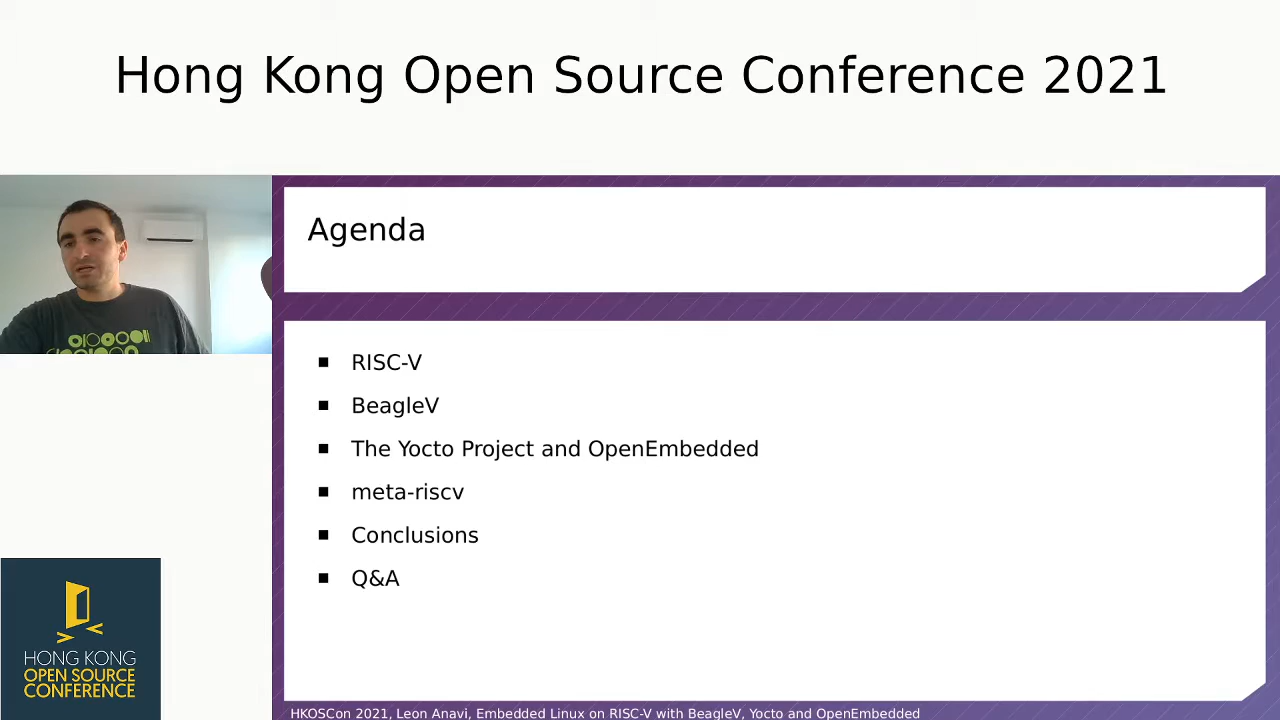 Hong Kong Open Source Conference 2021
Agenda
RISC-V
BeagleV
The Yocto Project and OpenEmbedded
meta-riscv
Conclusions
Q&A
HONG KONG
OPEN SOURCE
CONFERENCE
HKOSCon 2021, Leon Anavi, Embedded Linux on RISC-V with BeagleV, Yocto and OpenEmbedded